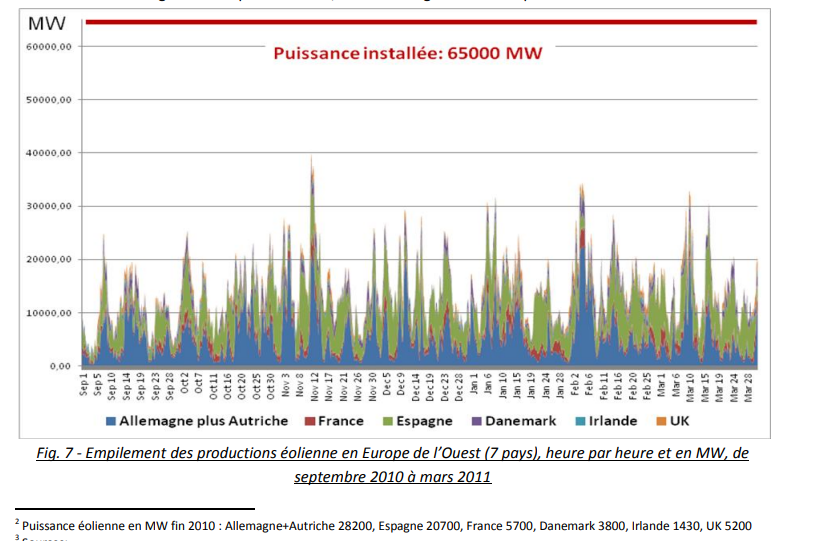 MW
Puissance installée: 65000 MW
60000,00
50000,00
40000,00
30000,00
20000,00
10000,00
0,00
Sep 1 Sep 5 Sep 10 Sep 14 Sep 19 Sep 23 Sep 28 Oct 2 Oct 7 Oct 11 Oct 16 Oct 20 Oct 25 Oct 30 Nov 3 Nov 8 Nov 12 Nov 17 Nov 21 Nov 26 Nov 30 Dec 5 Dec 9 Dec 14 Dec 19 Dec 23 Dec 28 Jan 1 Jan 6 Jan 10 Jan 15 Jan 19 Jan 24 Jan 28 Feb 2 Feb 6 Feb 11 Feb 16 Feb 20 Feb 25 Mar 1 Mar 6 Mar 10 Mar 15 Mar 19 Mar 24 Mar 28
Allemagne plus Autriche France Espagne Danemark Irlande UK
Fig. 7 - Empilement des productions éolienne en Europe de l’Ouest (7 pays), heure par heure et en MW, de
septembre 2010 à mars 2011
2 Puissance éolienne en MW fin 2010 : Allemagne+Autriche 28200, Espagne 20700, France 5700, Danemark 3800, Irlande 1430, UK 5200
3